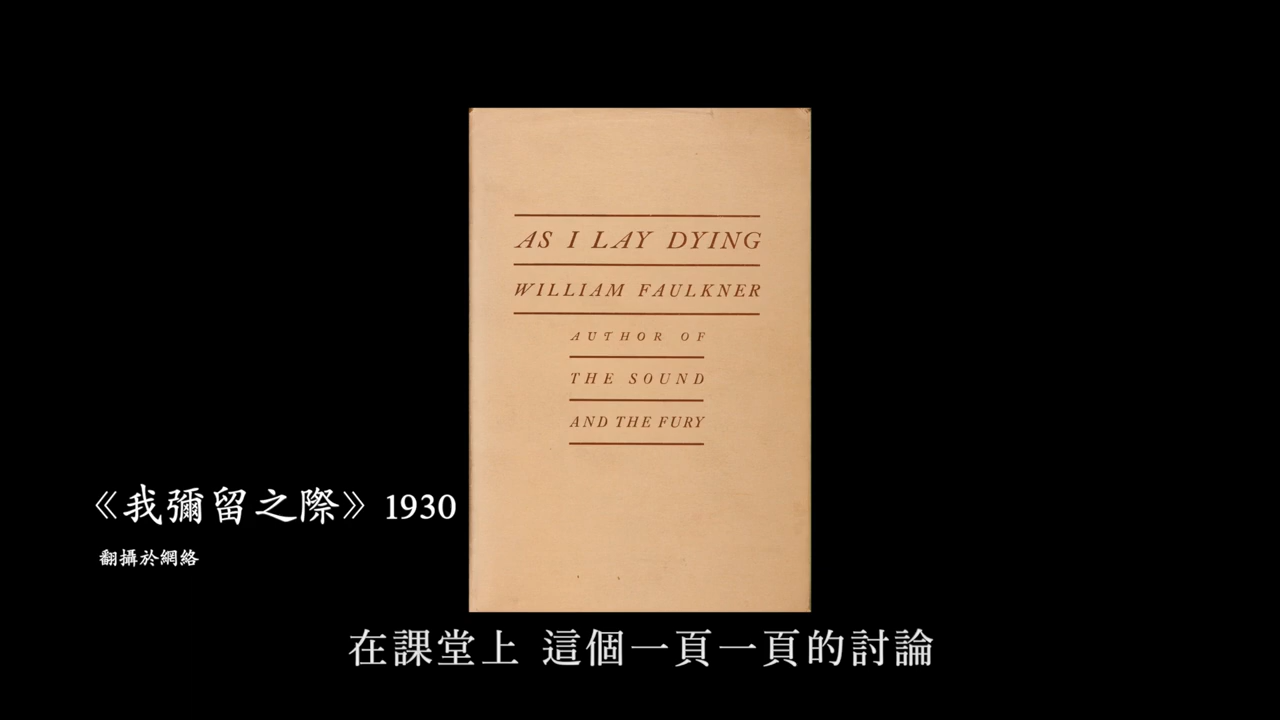 AS I LAY DYING
WILLIAM FAULKNER
AUTHOR OF
THE SOUND
AND THE FURY
《我彌留之際》1930
翻攝於網絡
在課堂上 這個一頁一頁的討論